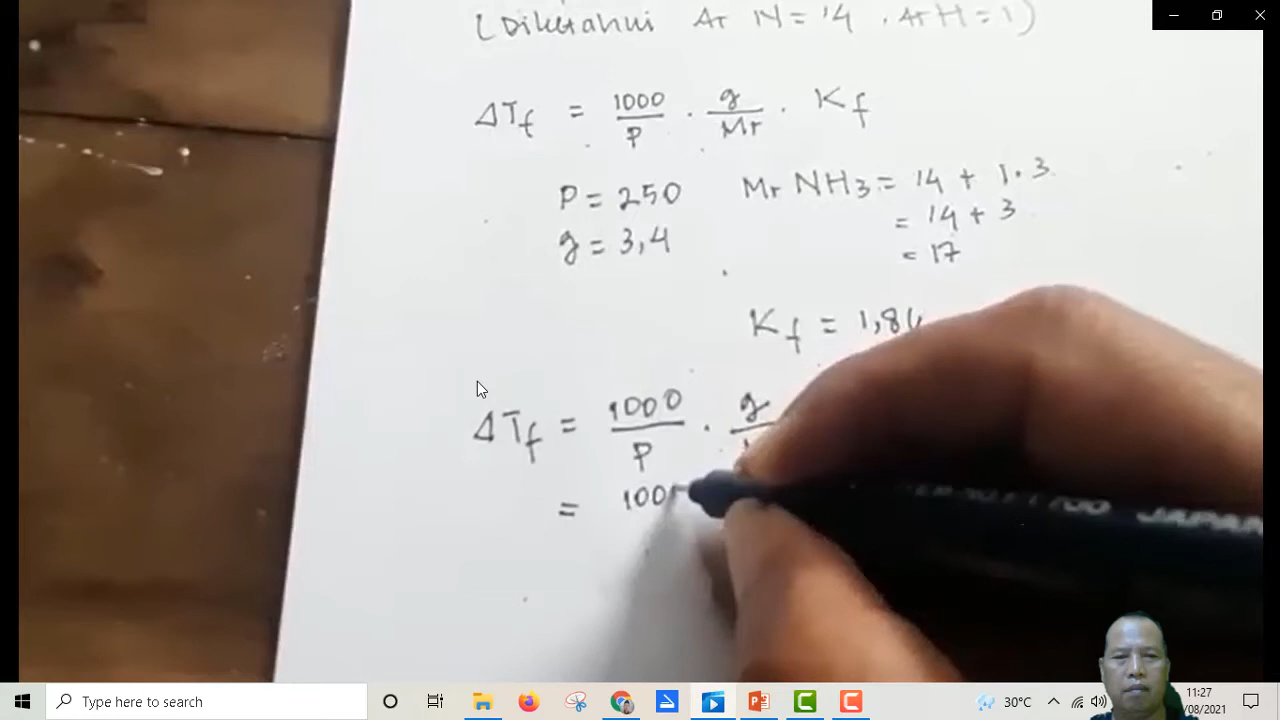 (Diketahui Ar N = 14 . Ar H = 1)
ΔTf = 1000/P . g/Mr . Kf
P = 250 Mr NH3 = 14 + 1.3
g = 3,4 = 14 + 3
= 17
Kf = 1,86
ΔTf = 1000/P . g/
= 100
JAPAN
Type here to search
30°C
11:27
/08/2021